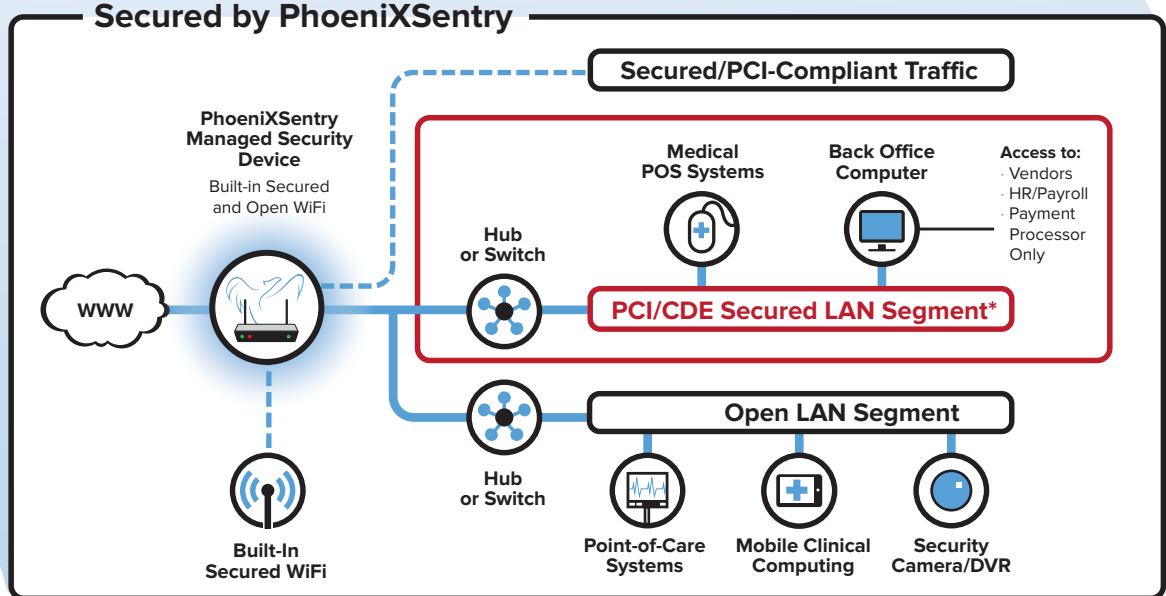 Secured by PhoeniXSentry
Secured/PCI-Compliant Traffic
PhoeniXSentry
Managed Security
Device
Built-in Secured
and Open WiFi
Medical
POS Systems
Back Office
Computer
Access to:
· Vendors
· HR/Payroll
· Payment
Processor
Only
Hub
or Switch
WWW
PCI/CDE Secured LAN Segment*
Open LAN Segment
Hub
or Switch
Built-In
Secured WiFi
Point-of-Care
Systems
Mobile Clinical
Computing
Security
Camera/DVR